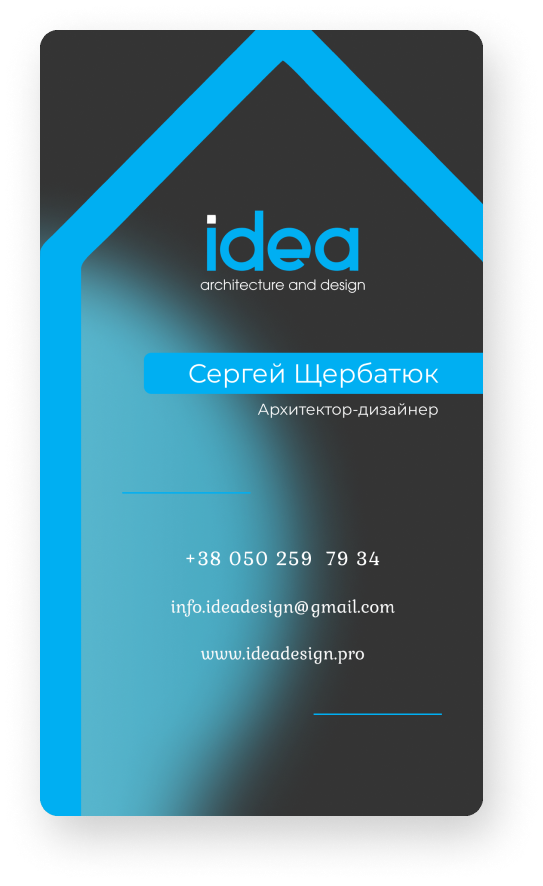 idea
architecture and design
Сергей Щербатюк
Архитектор-дизайнер
+38 050 259 79 34
info.ideadesign@gmail.com
www.ideadesign.pro